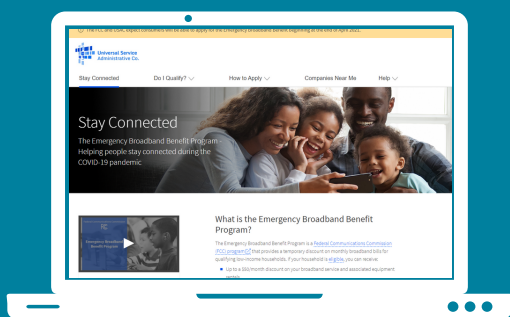 The FCC and USAC expect consumers will be able to apply for the Emergency Broadband Benefit beginning at the end of April 2021.
Universal Service
Administrative Co.
Stay Connected Do I Qualify? How to Apply Companies Near Me Help
Stay Connected
The Emergency Broadband Benefit Program -
Helping people stay connected during the
COVID-19 pandemic
What is the Emergency Broadband Benefit
Program?
Emergency Broadband
Benefit Program
The Emergency Broadband Benefit Program is a Federal Communications Commission
(FCC) program that provides a temporary discount on monthly broadband bills for
qualifying low-income households. If your household is eligible, you can receive:
Up to a $50/month discount on your broadband service and associated equipment